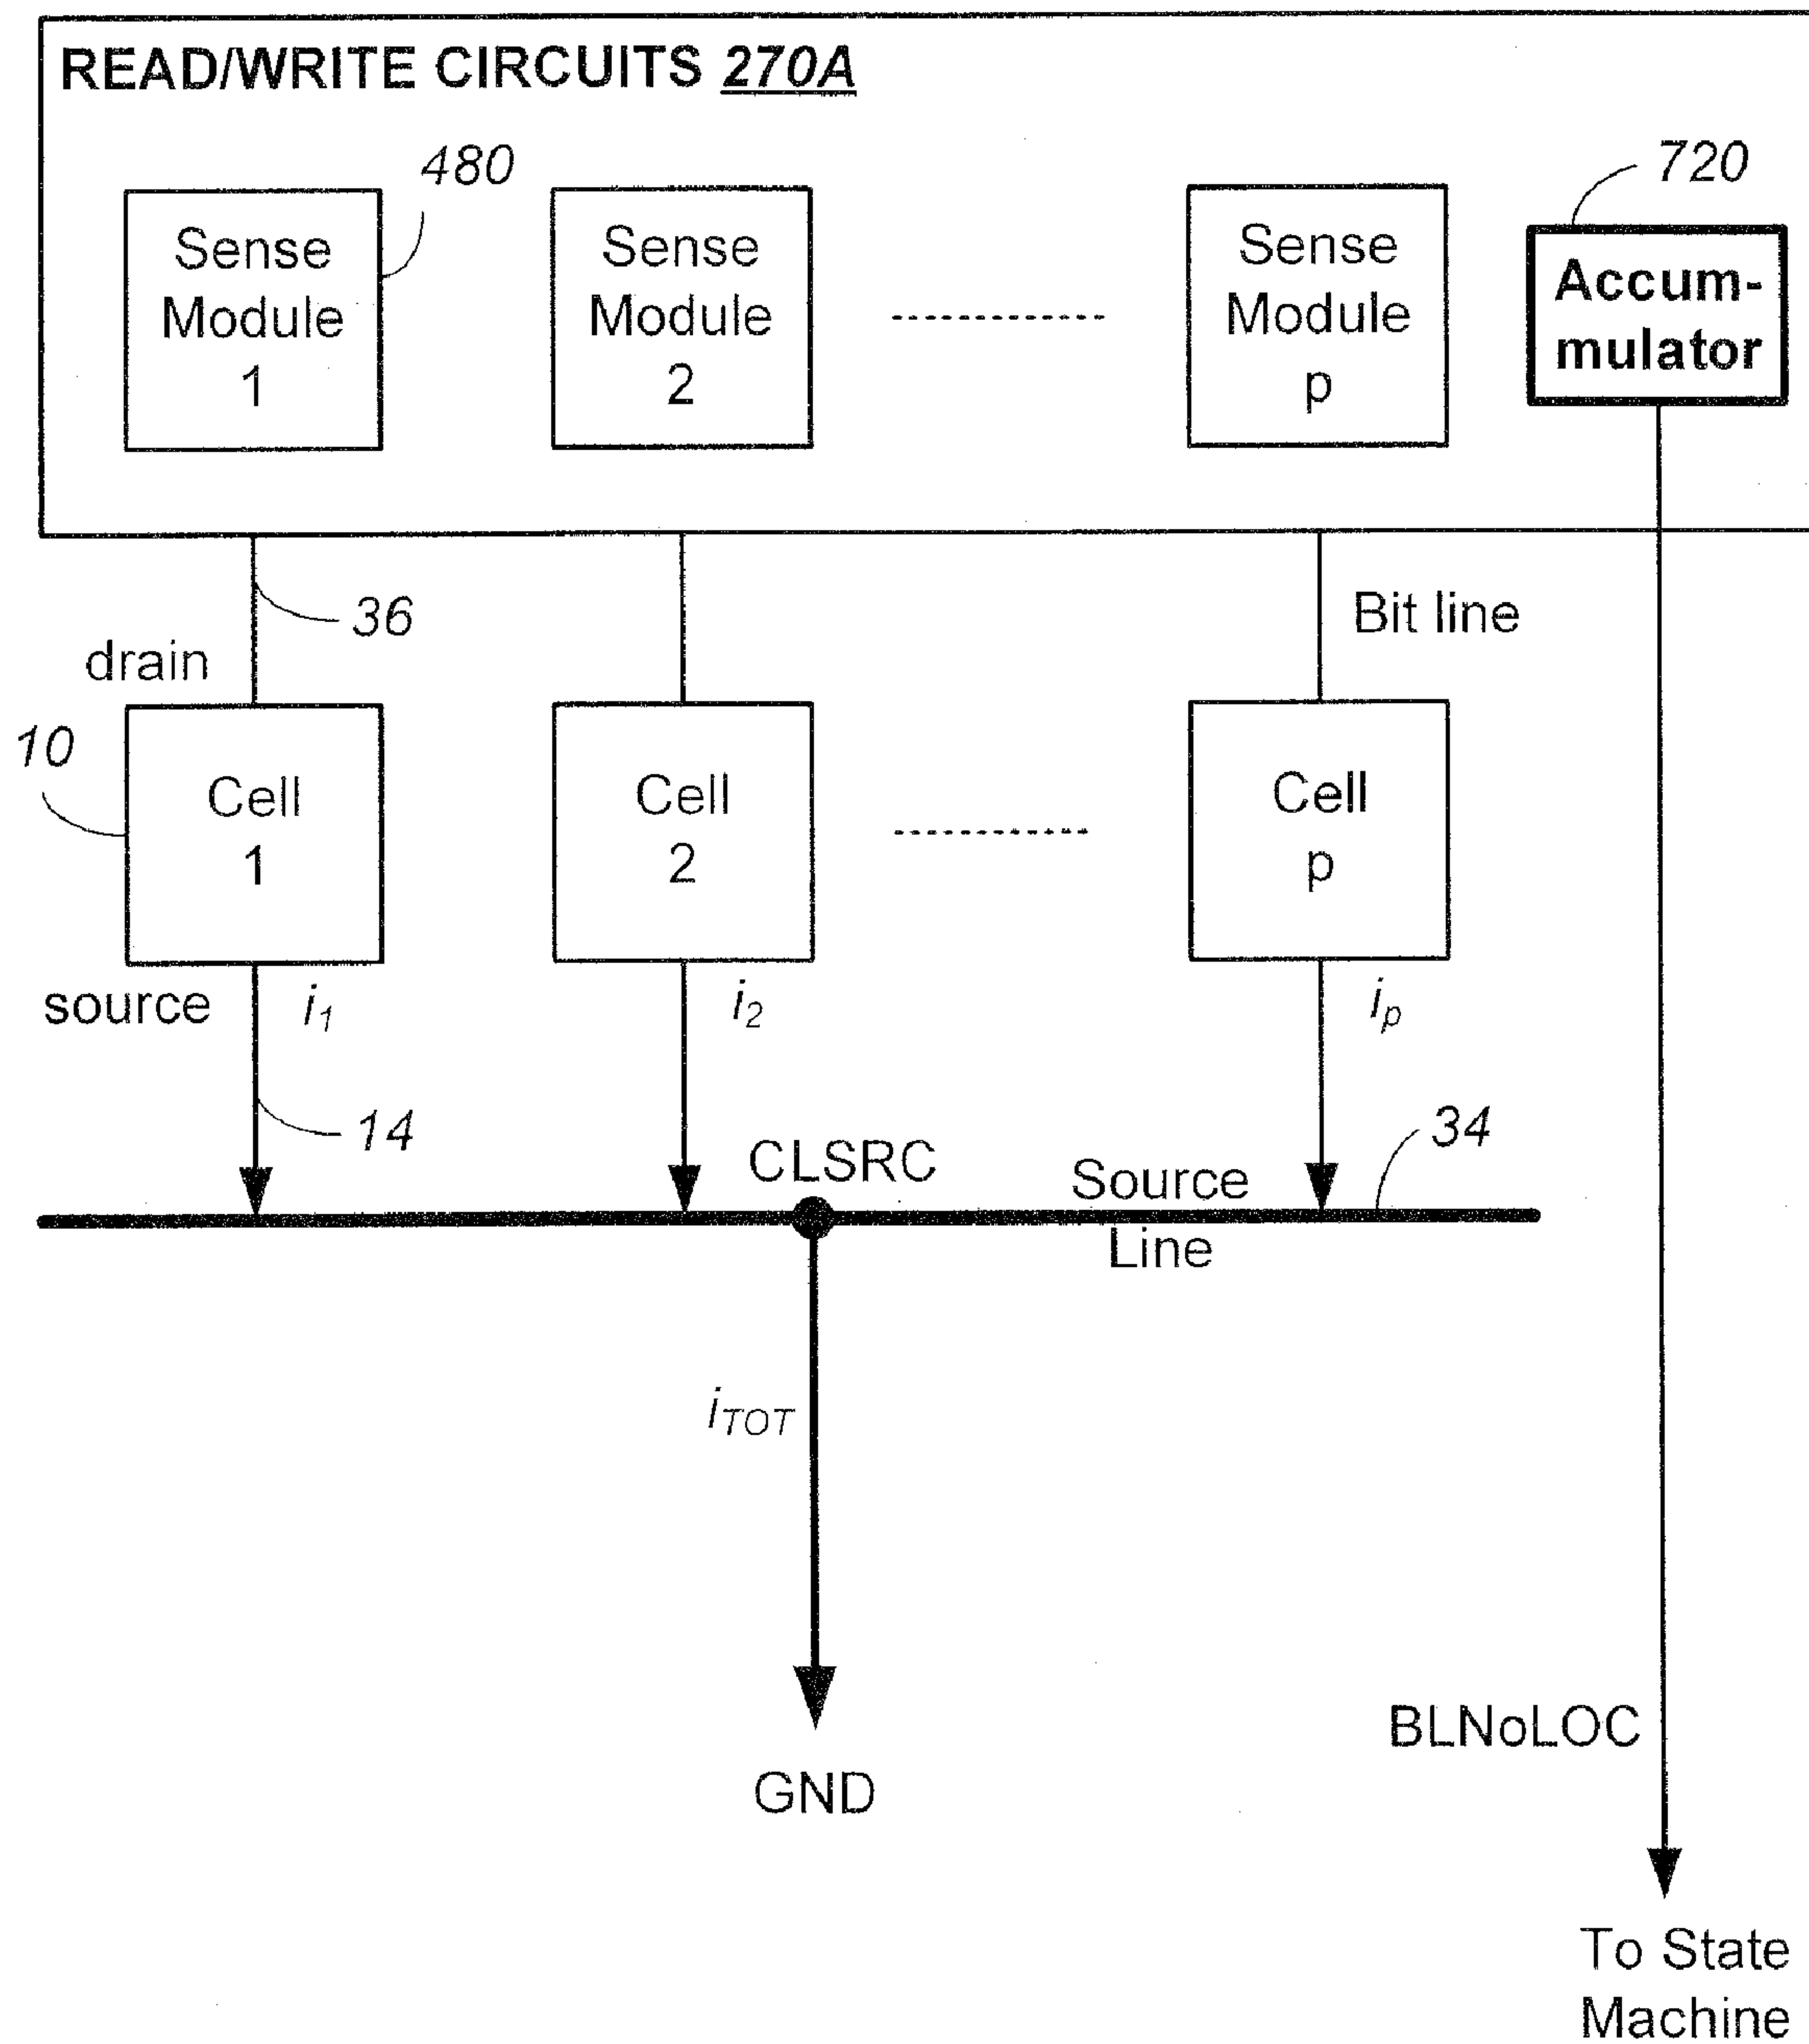 READ/WRITE CIRCUITS 270A
480
720
Sense
Module
1
Sense
Module
2
Sense
Module
p
Accum-
mulator
36
Bit line
drain
10
Cell
1
Cell
2
Cell
p
source
i1
i2
ip
14
34
CLSRC
Source
Line
iTOT
BLNoLOC
GND
To State
Machine